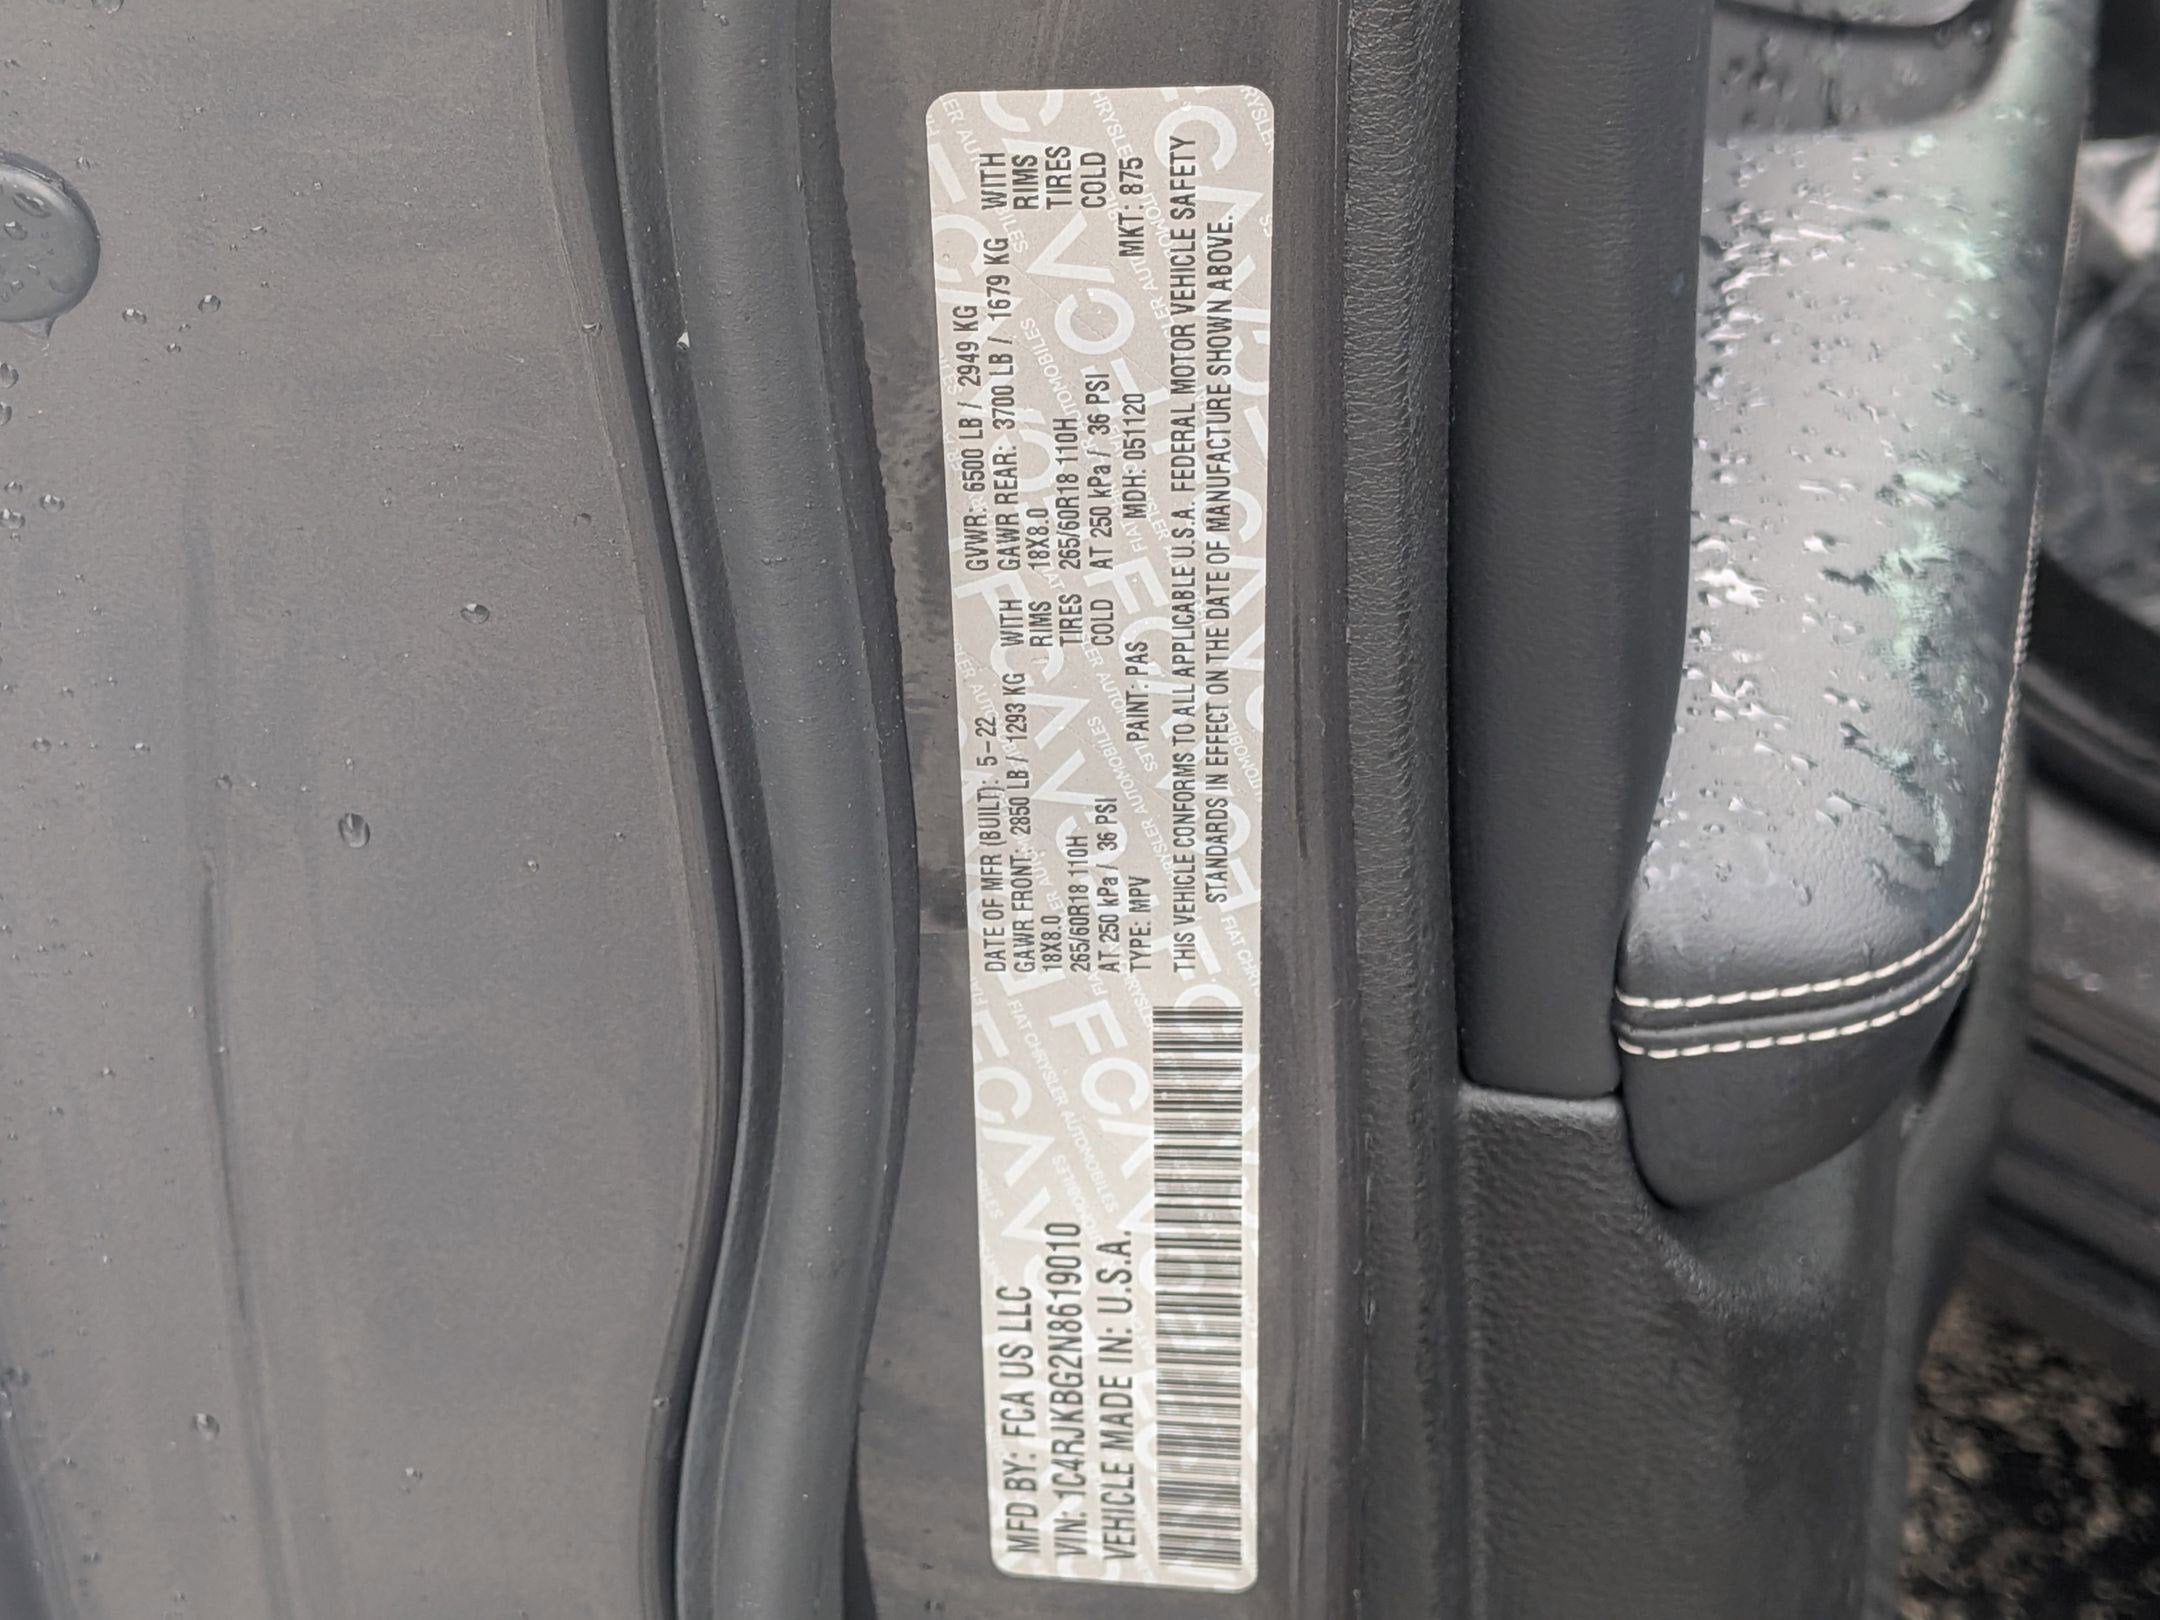 MFD BY: FCA US LLC
VIN: 1C4RJKBG2N8619010
VEHICLE MADE IN: U.S.A.
DATE OF MFR (BUILT): 5-22 GVWR: 6500 LB / 2949 KG
GAWR FRONT: 2850 LB / 1293 KG WITH GAWR REAR: 3700 LB / 1679 KG WITH
18X8.0 RIMS 18X8.0 RIMS
265/60R18 110H TIRES 265/60R18 110H TIRES
AT 250 kPa / 36 PSI COLD AT 250 kPa / 36 PSI COLD
TYPE: MPV PAINT: PAS MDH: 051120 MKT: 875
THIS VEHICLE CONFORMS TO ALL APPLICABLE U.S.A. FEDERAL MOTOR VEHICLE SAFETY
STANDARDS IN EFFECT ON THE DATE OF MANUFACTURE SHOWN ABOVE.
FCA
FIAT CHRYSLER AUTOMOBILES